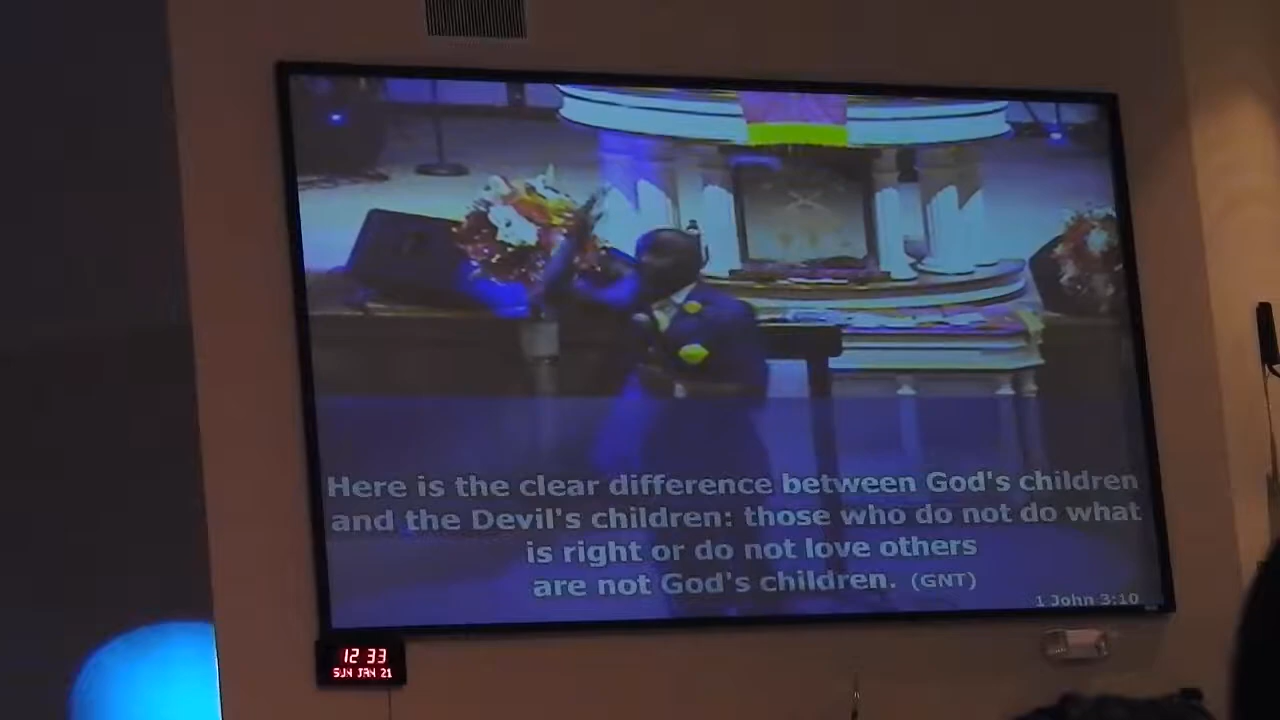 Here is the clear difference between God's children
and the Devil's children: those who do not do what
is right or do not love others
are not God's children. (GNT)
1 John 3:10
12 33
SUN JAN 21